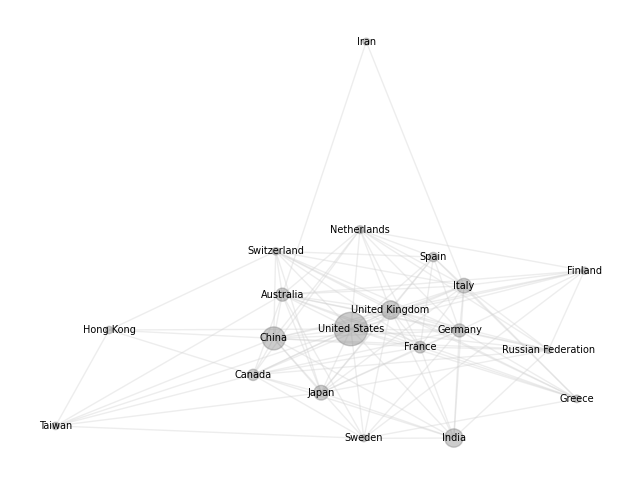 Iran
Netherlands
Switzerland
Spain
Finland
Italy
Australia
United Kingdom
Hong Kong
China
United States
Germany
France
Russian Federation
Canada
Japan
Greece
Taiwan
Sweden
India